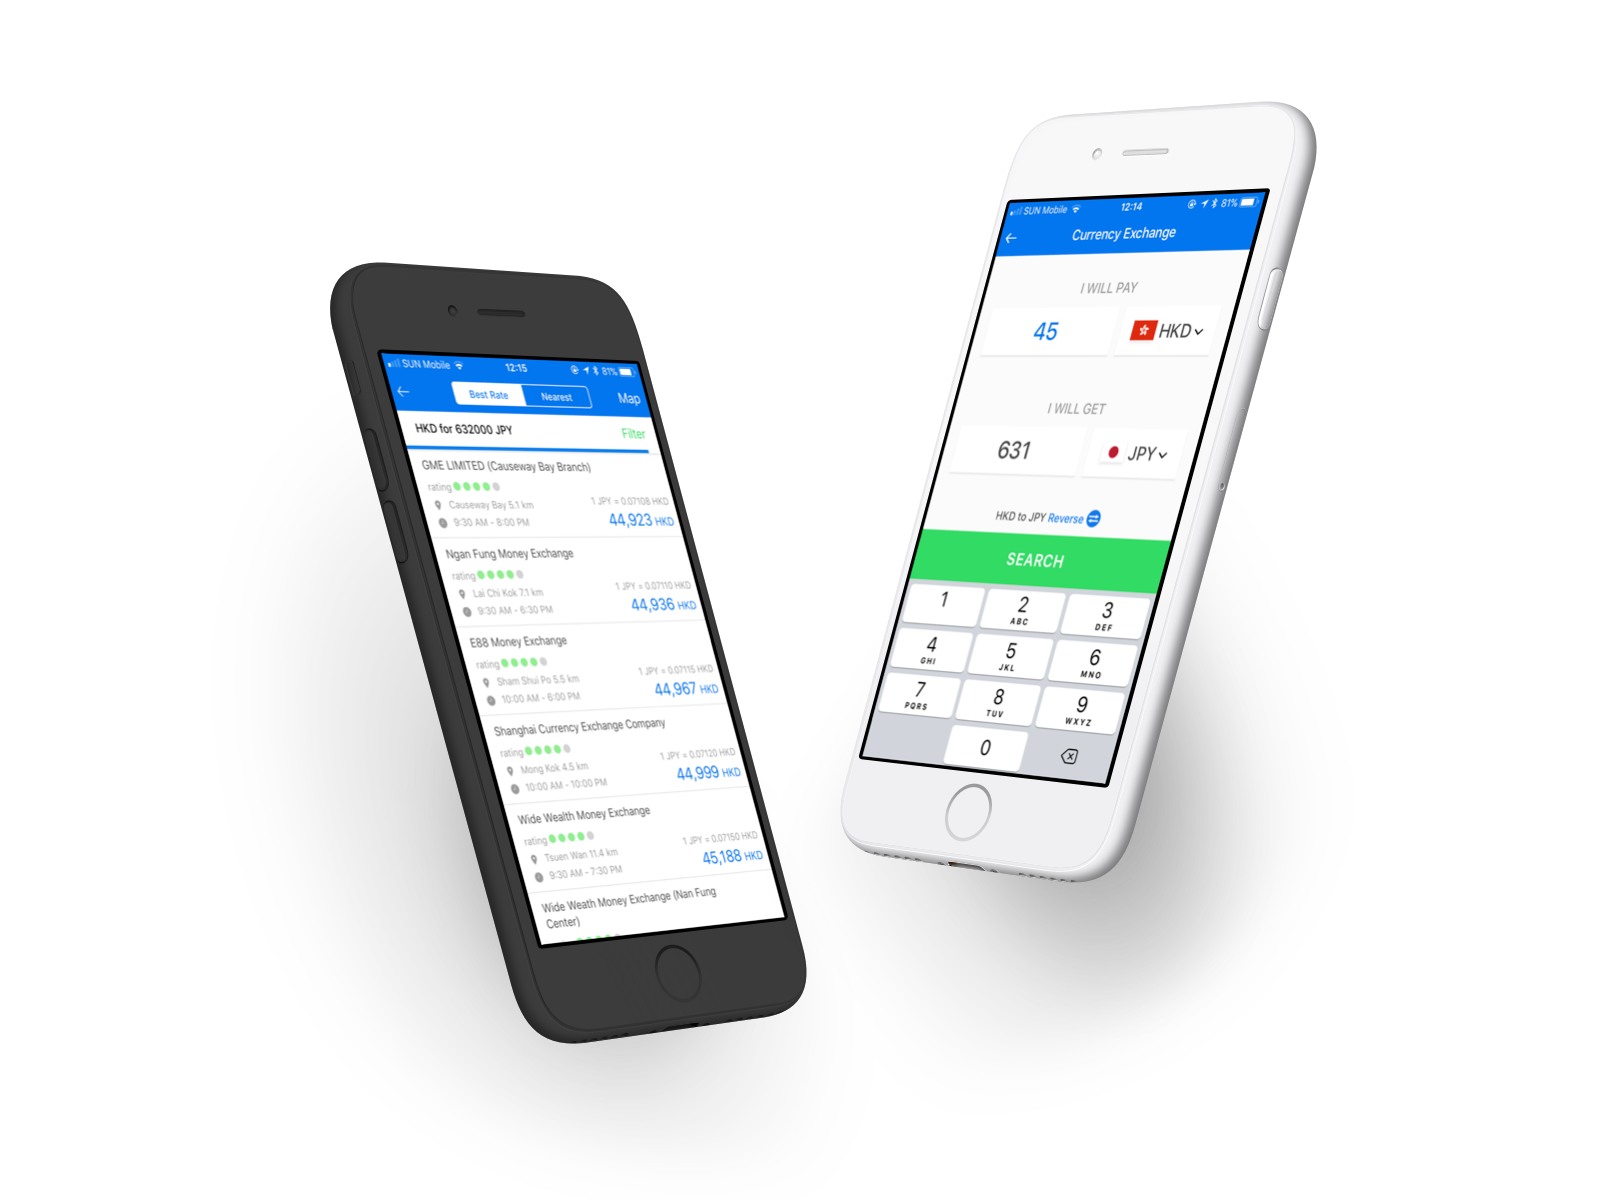 SUN Mobile 12:15 81%
Best Rate Nearest Map
HKD for 632000 JPY Filter
GME LIMITED (Causeway Bay Branch)
rating
Causeway Bay 5.1 km 1 JPY = 0.07108 HKD
9:30 AM - 8:00 PM 44,923 HKD
Ngan Fung Money Exchange
rating
Lai Chi Kok 7.1 km 1 JPY = 0.07110 HKD
9:30 AM - 6:30 PM 44,936 HKD
E88 Money Exchange
rating
Sham Shui Po 5.5 km 1 JPY = 0.07115 HKD
10:00 AM - 6:00 PM 44,967 HKD
Shanghai Currency Exchange Company
rating
Mong Kok 4.5 km 1 JPY = 0.07120 HKD
10:00 AM - 10:00 PM 44,999 HKD
Wide Wealth Money Exchange
rating
Tsuen Wan 11.4 km 1 JPY = 0.07150 HKD
9:30 AM - 7:30 PM 45,188 HKD
Wide Weath Money Exchange (Nan Fung
Center)
SUN Mobile 12:14 81%
Currency Exchange
I WILL PAY
45 HKD
I WILL GET
631 JPY
HKD to JPY Reverse
SEARCH
1 2 3
ABC DEF
4 5 6
GHI JKL MNO
7 8 9
PQRS TUV WXYZ
0